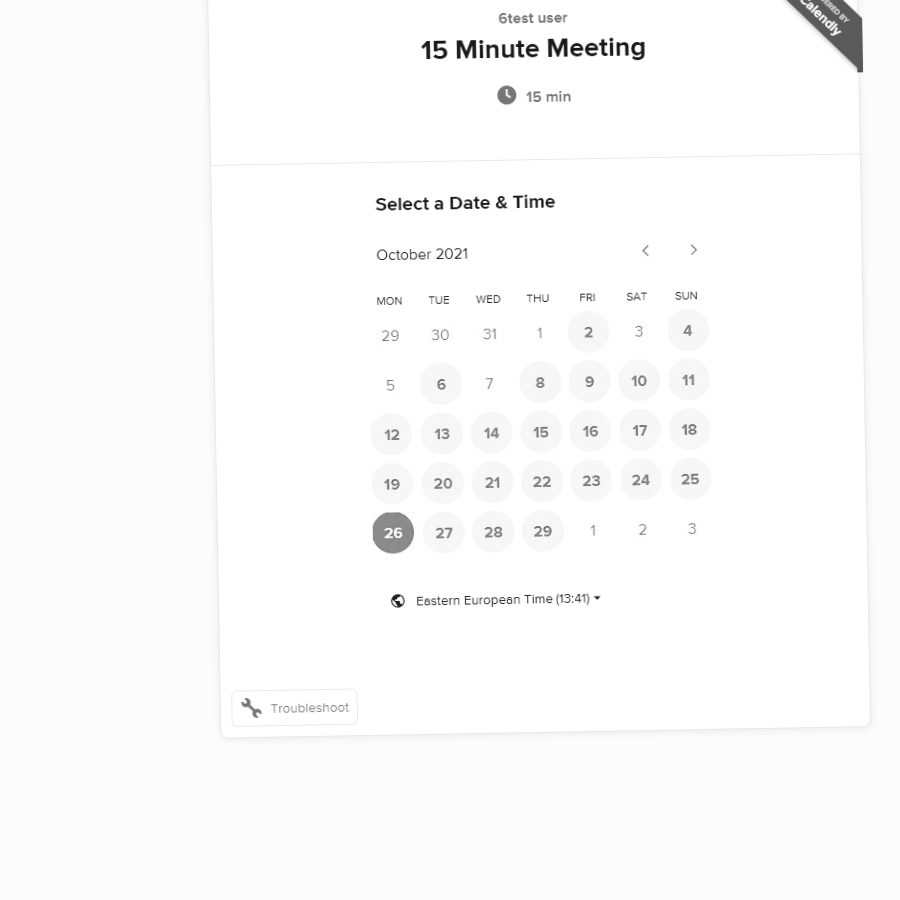 6test user
15 Minute Meeting
15 min
BY
Calendly
Select a Date & Time
October 2021
MON TUE WED THU FRI SAT SUN
29 30 31 1 2 3 4
5 6 7 8 9 10 11
12 13 14 15 16 17 18
19 20 21 22 23 24 25
26 27 28 29 1 2 3
Eastern European Time (13:41)
Troubleshoot